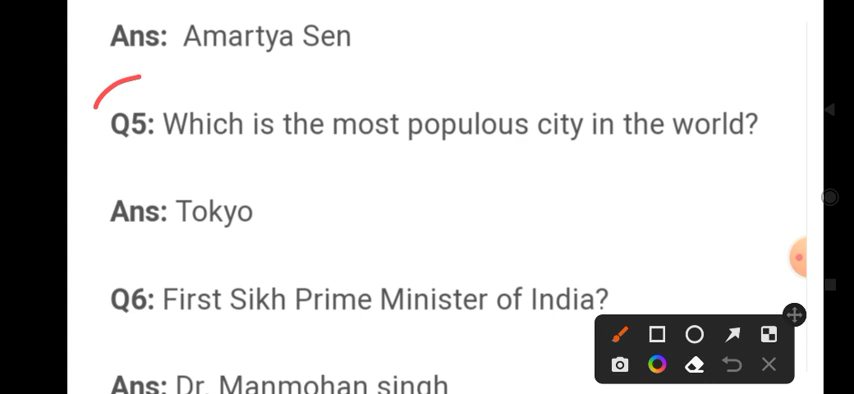 Ans: Amartya Sen
Q5: Which is the most populous city in the world?
Ans: Tokyo
Q6: First Sikh Prime Minister of India?
Ans: Dr. Manmohan singh